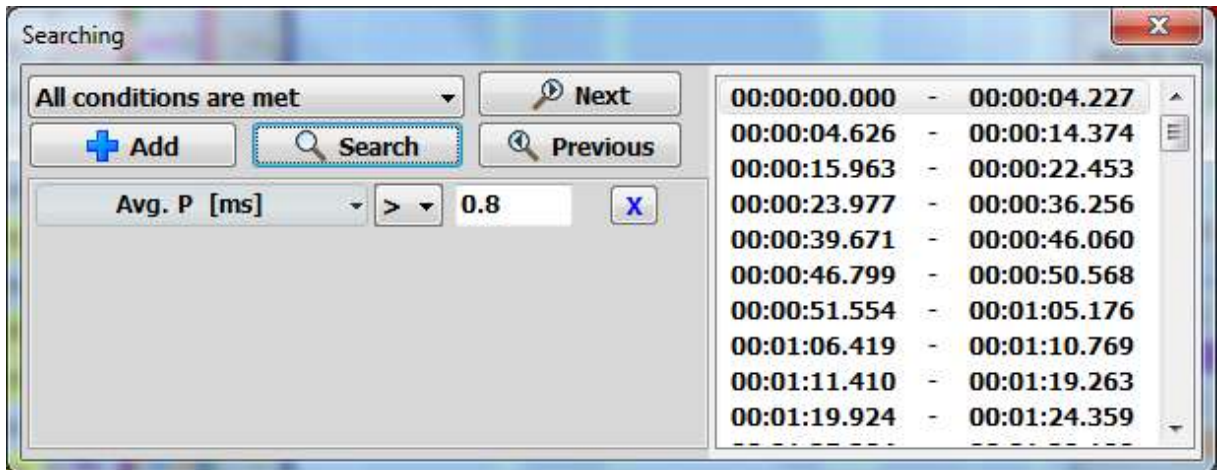 Searching
All conditions are met
Next
Add
Search
Previous
Avg. P [ms]
>
0.8
X
00:00:00.000 - 00:00:04.227
00:00:04.626 - 00:00:14.374
00:00:15.963 - 00:00:22.453
00:00:23.977 - 00:00:36.256
00:00:39.671 - 00:00:46.060
00:00:46.799 - 00:00:50.568
00:00:51.554 - 00:01:05.176
00:01:06.419 - 00:01:10.769
00:01:11.410 - 00:01:19.263
00:01:19.924 - 00:01:24.359